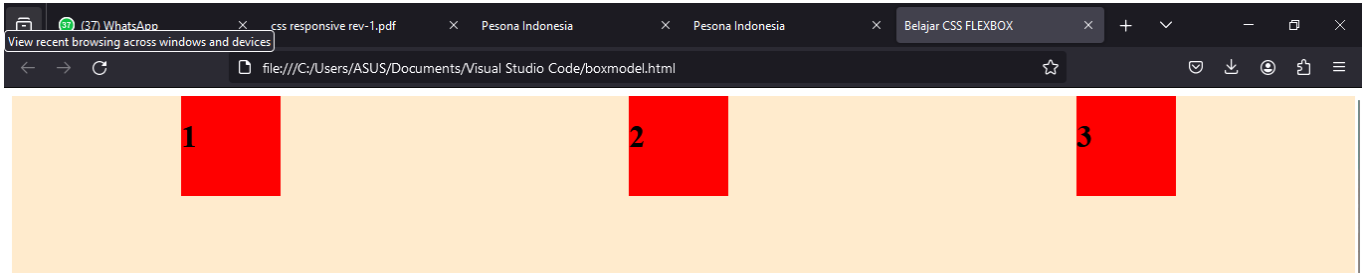 37 (37) WhatsApp
css responsive rev-1.pdf
Pesona Indonesia
Pesona Indonesia
Belajar CSS FLEXBOX
View recent browsing across windows and devices
file:///C:/Users/ASUS/Documents/Visual Studio Code/boxmodel.html
1
2
3